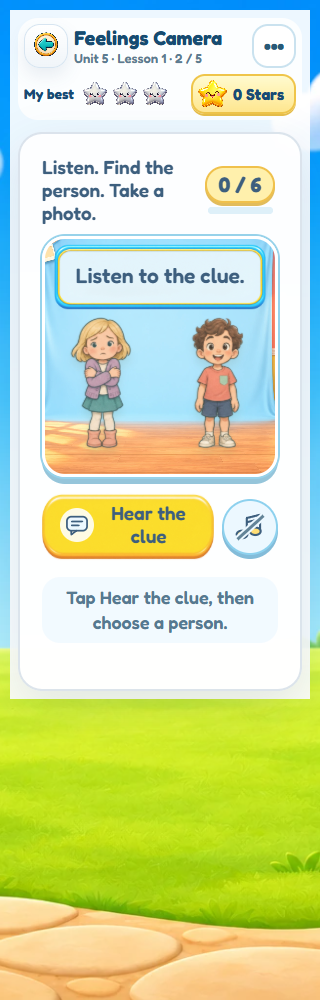 Feelings Camera
Unit 5 · Lesson 1 · 2 / 5
My best
0 Stars
Listen. Find the
person. Take a
photo.
0 / 6
Listen to the clue.
Hear the
clue
Tap Hear the clue, then
choose a person.